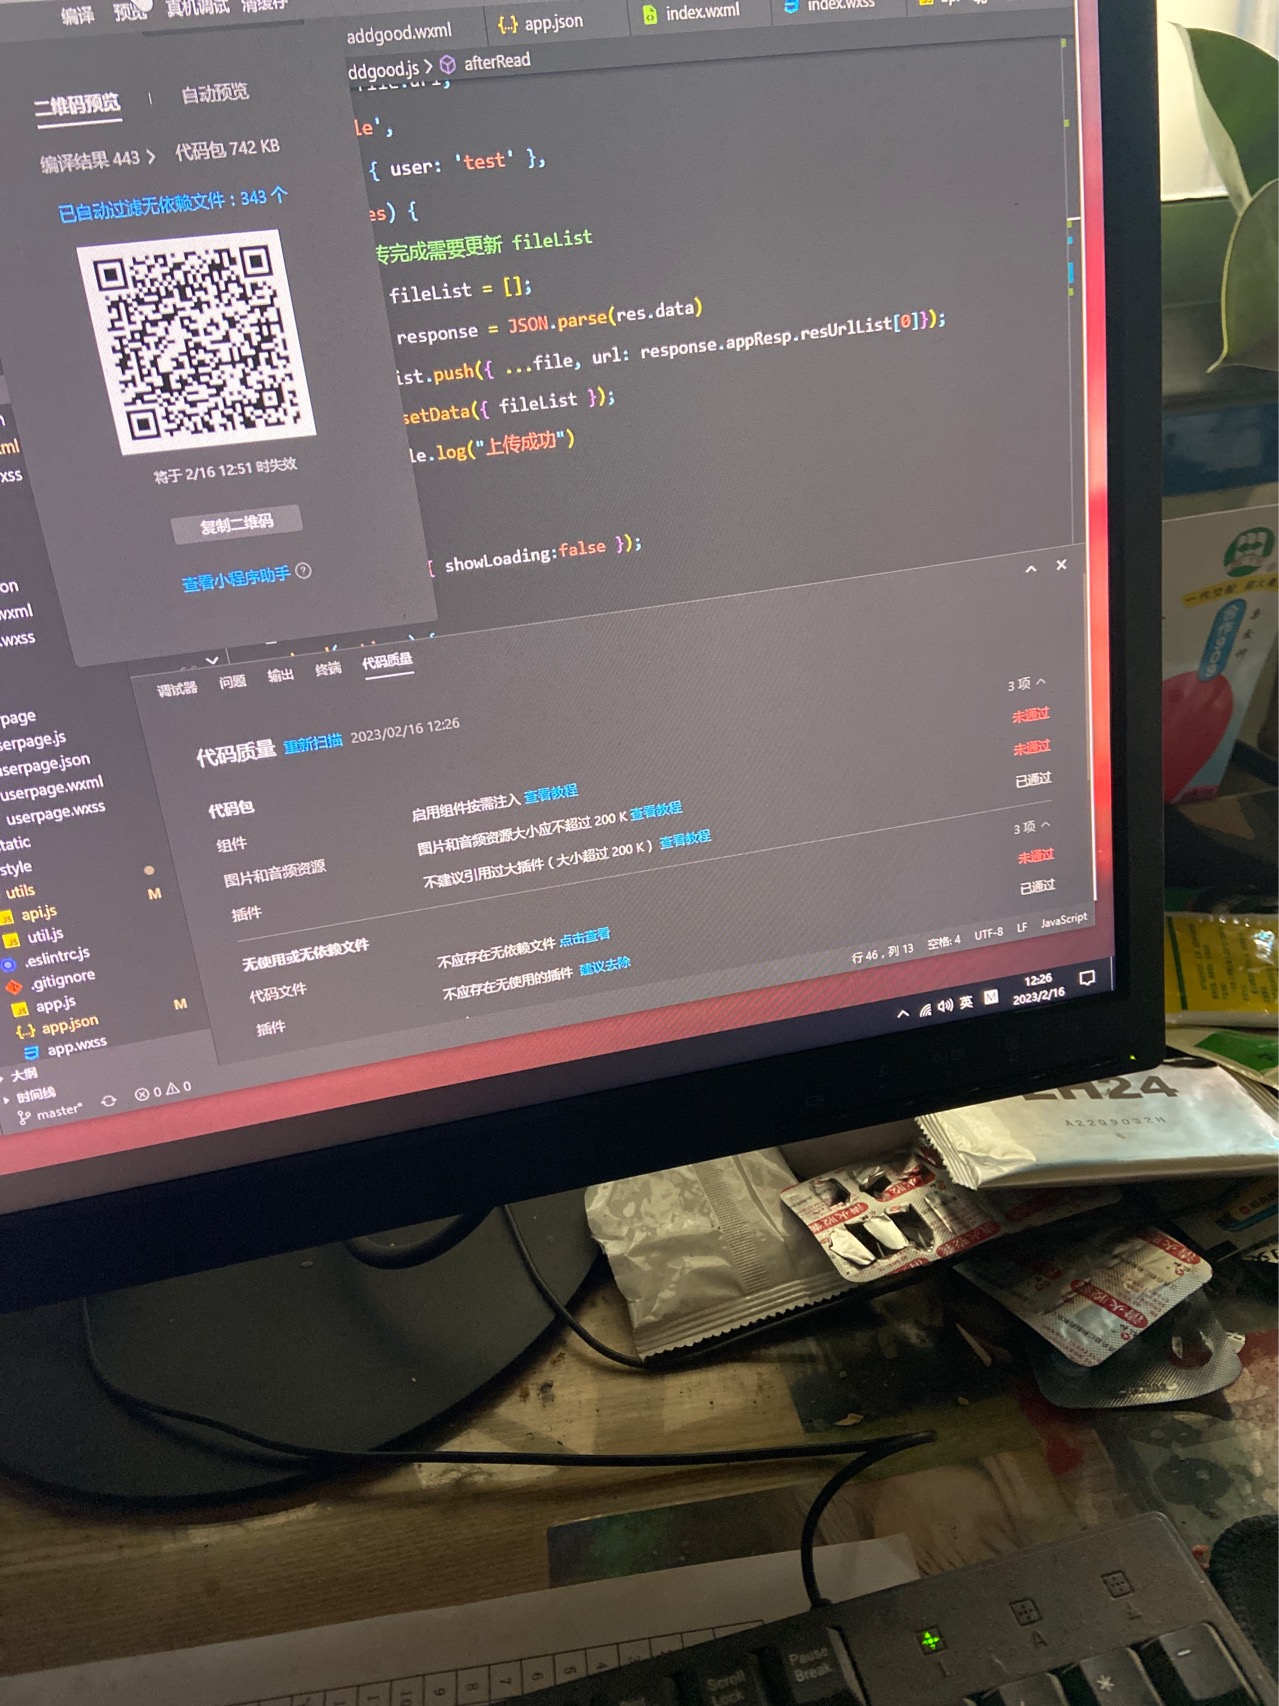 编译 预览 真机调试 清缓存
addgood.wxml
app.json
index.wxml
index.wxss
ddgood.js > afterRead
二维码预览 | 自动预览
编译结果 443 > 代码包 742 KB
已自动过滤无依赖文件：343 个
将于 2/16 12:51 时失效
复制二维码
查看小程序助手
le',
{ user: 'test' },
es) {
传完成需要更新 fileList
fileList = [];
response = JSON.parse(res.data)
ist.push({ ...file, url: response.appResp.resUrlList[0]});
setData({ fileList });
le.log("上传成功")
{ showLoading:false });
调试器 问题 输出 终端 代码质量
代码质量 重新扫描 2023/02/16 12:26
代码包
3 项
组件
启用组件按需注入 查看教程
未通过
图片和音频资源
图片和音频资源大小应不超过 200 K 查看教程
未通过
插件
不建议引用过大插件（大小超过 200 K）查看教程
已通过
无使用或无依赖文件
3 项
代码文件
不应存在无依赖文件 点击查看
未通过
插件
不应存在无使用的插件 建议去除
已通过
xml
xss
on
wxml
.wxss
page
serpage.js
serpage.json
userpage.wxml
userpage.wxss
tatic
style
utils
api.js M
util.js
.eslintrc.js
.gitignore
app.js
app.json M
app.wxss
大纲
时间线
master* 0 0
行 46，列 13 空格: 4 UTF-8 LF JavaScript
英 M 12:26
2023/2/16
A2209032H
Scroll
Lock
Pause
Break
1
A
*
-
4 5 6 7 8 9 10 11